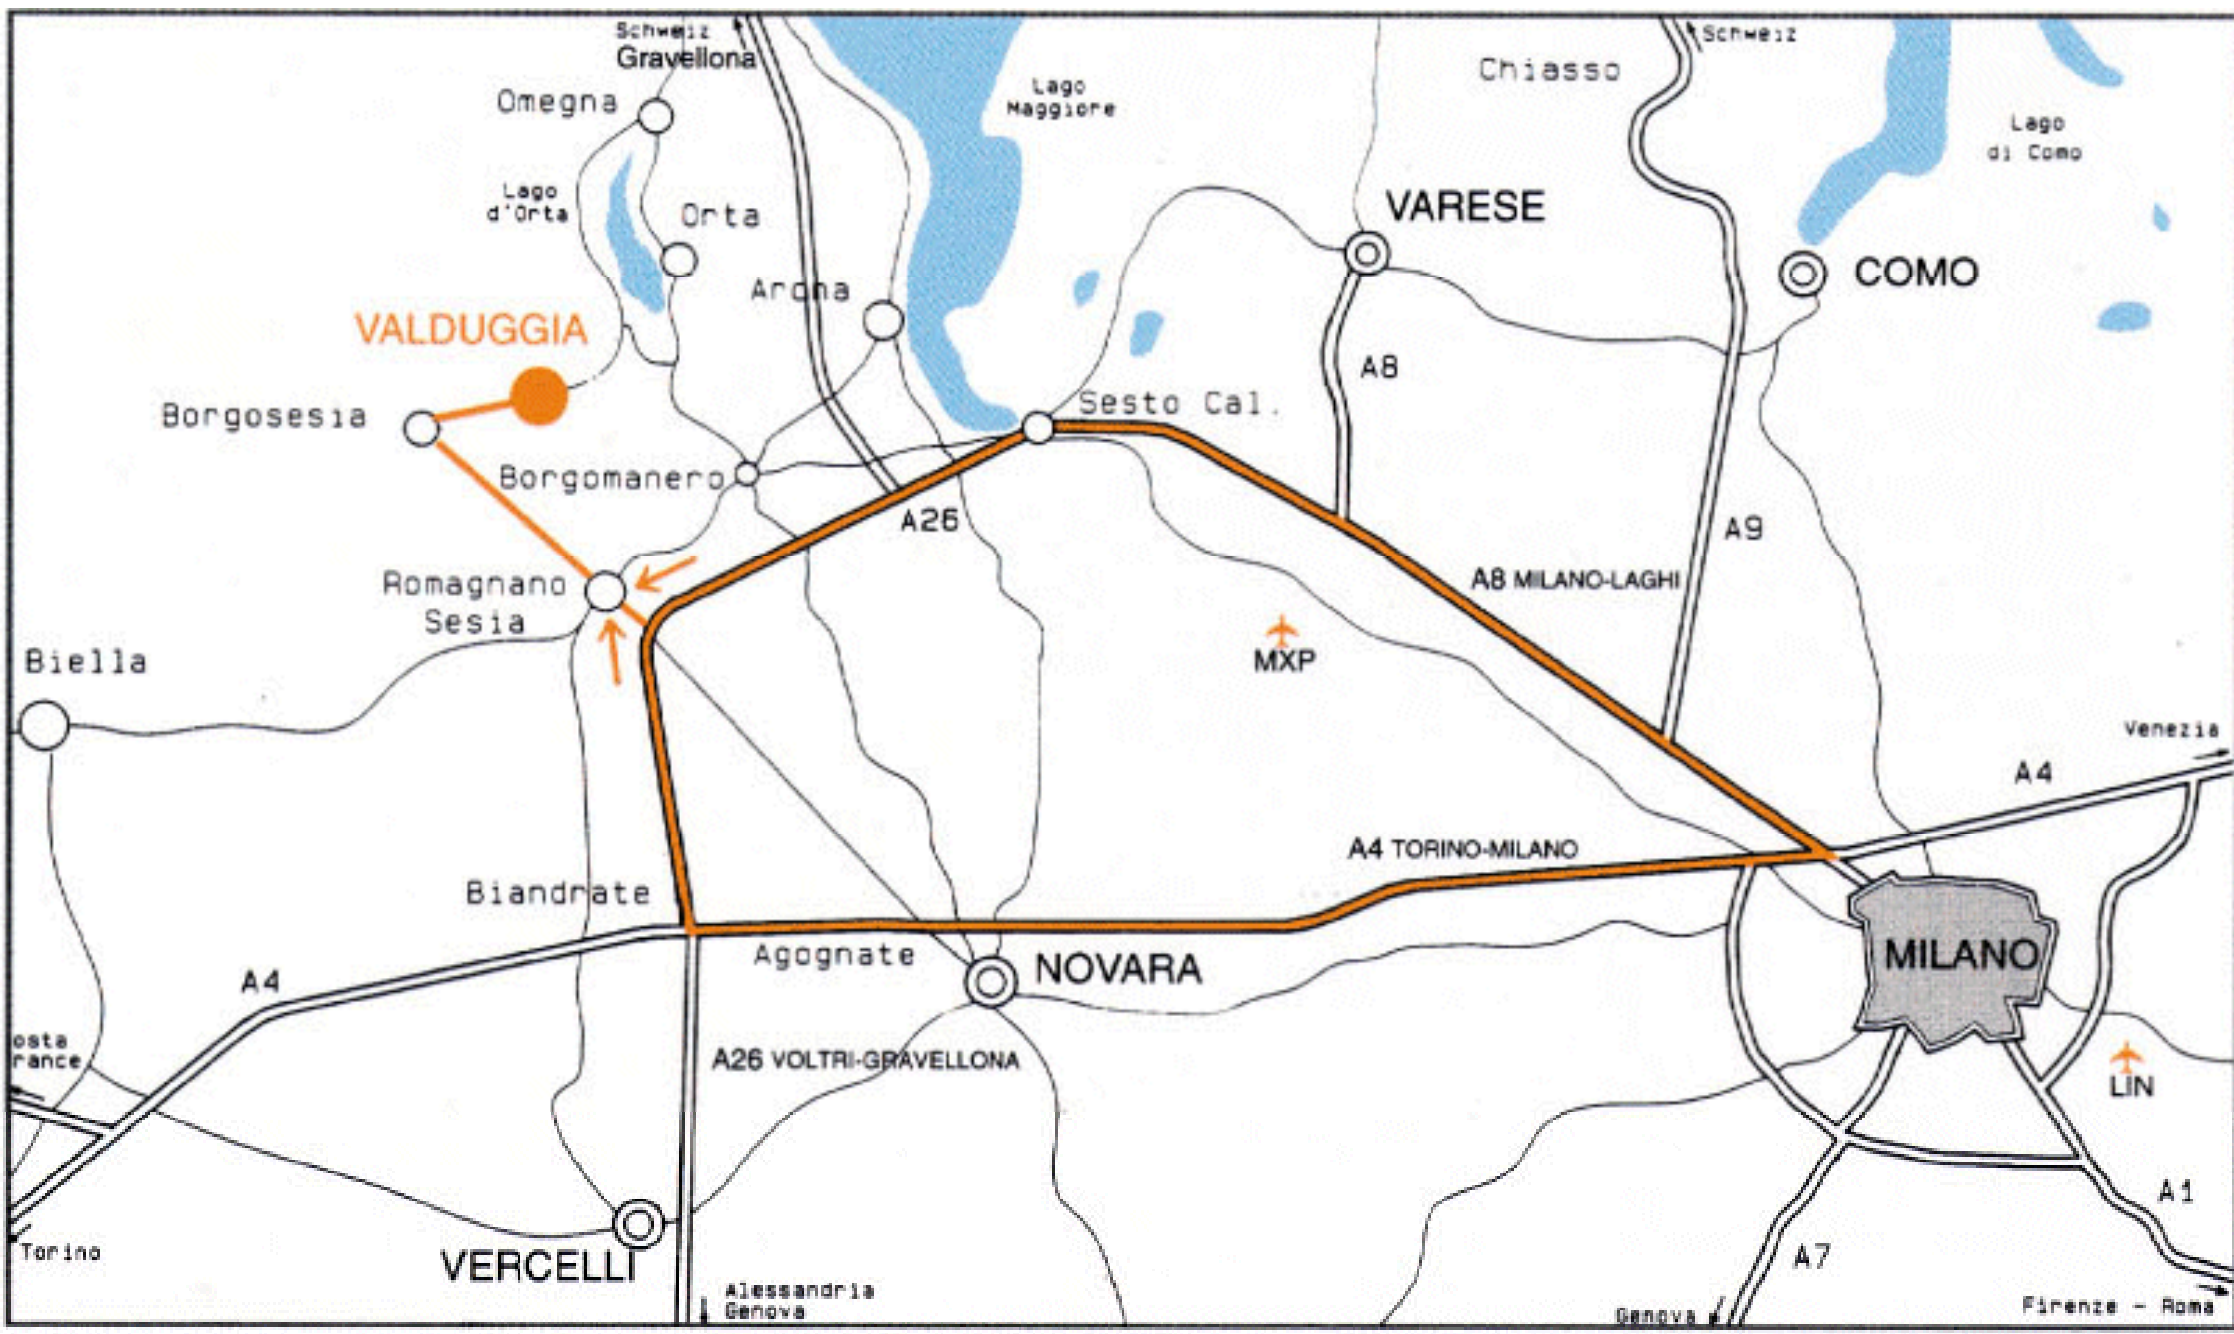 Schweiz
Gravellona
Schweiz
Chiasso
Omegna
Lago
Maggiore
Lago
di Como
Lago
d'Orta
Orta
VARESE
Arona
COMO
VALDUGGIA
A8
Borgosesia
Sesto Cal.
Borgomanero
A26
A9
Romagnano
Sesia
A8 MILANO-LAGHI
Biella
MXP
Venezia
A4
A4 TORINO-MILANO
Biandrate
Agognate
NOVARA
MILANO
A4
osta
rance
A26 VOLTRI-GRAVELLONA
LIN
A1
Torino
VERCELLI
A7
Alessandria
Genova
Genova
Firenze - Roma